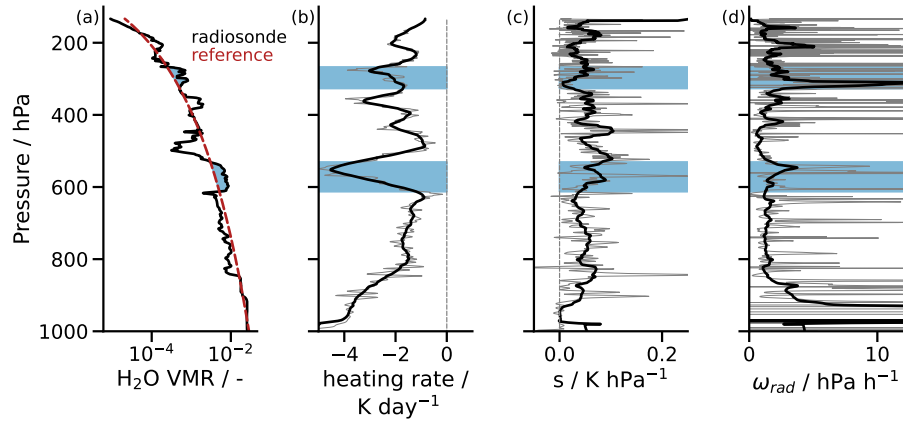 (a)
(b)
(c)
(d)
radiosonde
reference
Pressure / hPa
200
400
600
800
1000
10⁻⁴
10⁻²
H₂O VMR / -
−4
−2
0
heating rate /
K day⁻¹
0.0
0.2
s / K hPa⁻¹
0
10
ω_rad / hPa h⁻¹